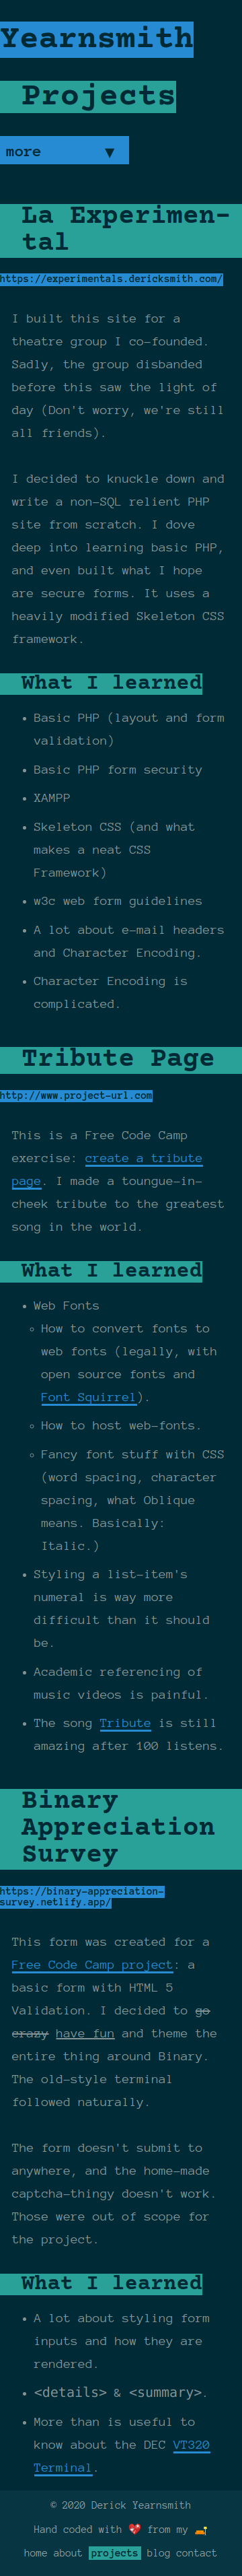 Yearnsmith
Projects
more ▼
La Experimen-
tal
https://experimentals.dericksmith.com/
I built this site for a
theatre group I co-founded.
Sadly, the group disbanded
before this saw the light of
day (Don't worry, we're still
all friends).
I decided to knuckle down and
write a non-SQL relient PHP
site from scratch. I dove
deep into learning basic PHP,
and even built what I hope
are secure forms. It uses a
heavily modified Skeleton CSS
framework.
What I learned
• Basic PHP (layout and form
validation)
• Basic PHP form security
• XAMPP
• Skeleton CSS (and what
makes a neat CSS
Framework)
• w3c web form guidelines
• A lot about e-mail headers
and Character Encoding.
• Character Encoding is
complicated.
Tribute Page
http://www.project-url.com
This is a Free Code Camp
exercise: create a tribute
page. I made a toungue-in-
cheek tribute to the greatest
song in the world.
What I learned
• Web Fonts
◦ How to convert fonts to
web fonts (legally, with
open source fonts and
Font Squirrel).
◦ How to host web-fonts.
◦ Fancy font stuff with CSS
(word spacing, character
spacing, what Oblique
means. Basically:
Italic.)
• Styling a list-item's
numeral is way more
difficult than it should
be.
• Academic referencing of
music videos is painful.
• The song Tribute is still
amazing after 100 listens.
Binary
Appreciation
Survey
https://binary-appreciation-
survey.netlify.app/
This form was created for a
Free Code Camp project: a
basic form with HTML 5
Validation. I decided to go
crazy have fun and theme the
entire thing around Binary.
The old-style terminal
followed naturally.
The form doesn't submit to
anywhere, and the home-made
captcha-thingy doesn't work.
Those were out of scope for
the project.
What I learned
• A lot about styling form
inputs and how they are
rendered.
• <details> & <summary>.
• More than is useful to
know about the DEC VT320
Terminal.
© 2020 Derick Yearnsmith
Hand coded with 💖 from my 🛋
home about projects blog contact